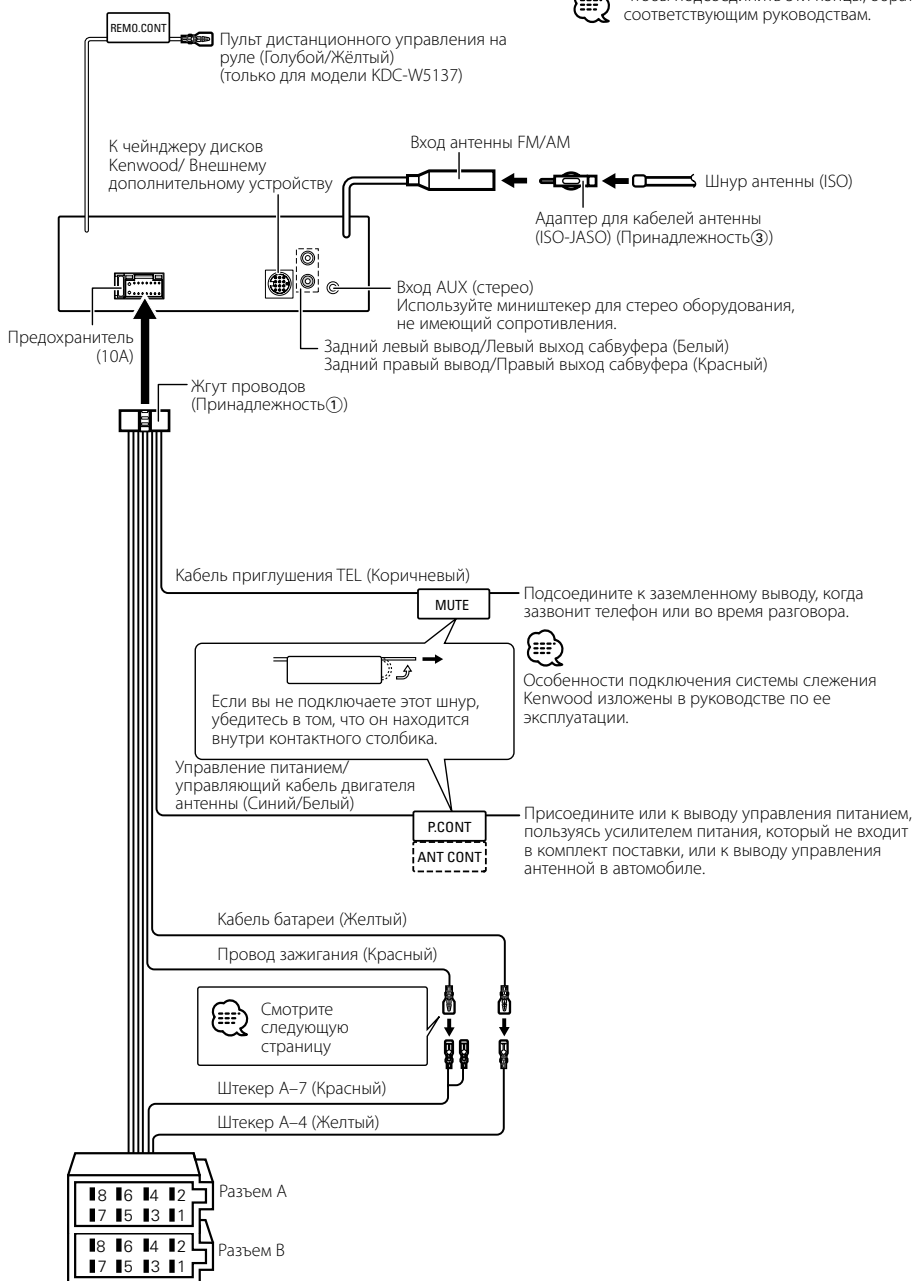 соответствующим руководствам.
REMO.CONT
Пульт дистанционного управления на
руле (Голубой/Жёлтый)
(только для модели KDC-W5137)
К чейнджеру дисков
Kenwood/ Внешнему
дополнительному устройству
Вход антенны FM/AM
Шнур антенны (ISO)
Адаптер для кабелей антенны
(ISO-JASO) (Принадлежность③)
Вход AUX (стерео)
Используйте миништекер для стерео оборудования,
не имеющий сопротивления.
Предохранитель
(10A)
Задний левый вывод/Левый выход сабвуфера (Белый)
Задний правый вывод/Правый выход сабвуфера (Красный)
Жгут проводов
(Принадлежность①)
Кабель приглушения TEL (Коричневый)
MUTE
Подсоедините к заземленному выводу, когда
зазвонит телефон или во время разговора.
Особенности подключения системы слежения
Kenwood изложены в руководстве по ее
эксплуатации.
Если вы не подключаете этот шнур,
убедитесь в том, что он находится
внутри контактного столбика.
Управление питанием/
управляющий кабель двигателя
антенны (Синий/Белый)
P.CONT
ANT CONT
Присоедините или к выводу управления питанием,
пользуясь усилителем питания, который не входит
в комплект поставки, или к выводу управления
антенной в автомобиле.
Кабель батареи (Желтый)
Провод зажигания (Красный)
Смотрите
следующую
страницу
Штекер A–7 (Красный)
Штекер A–4 (Желтый)
8 6 4 2
7 5 3 1
Разъем A
8 6 4 2
7 5 3 1
Разъем B